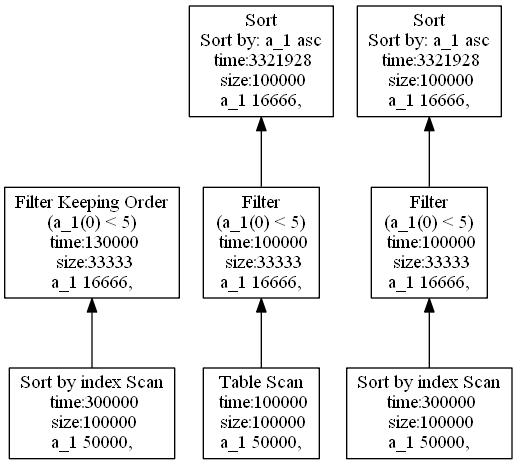 Sort
Sort by: a_1 asc
time:3321928
size:100000
a_1 16666,
Sort
Sort by: a_1 asc
time:3321928
size:100000
a_1 16666,
Filter Keeping Order
(a_1(0) < 5)
time:130000
size:33333
a_1 16666,
Filter
(a_1(0) < 5)
time:100000
size:33333
a_1 16666,
Filter
(a_1(0) < 5)
time:100000
size:33333
a_1 16666,
Sort by index Scan
time:300000
size:100000
a_1 50000,
Table Scan
time:100000
size:100000
a_1 50000,
Sort by index Scan
time:300000
size:100000
a_1 50000,